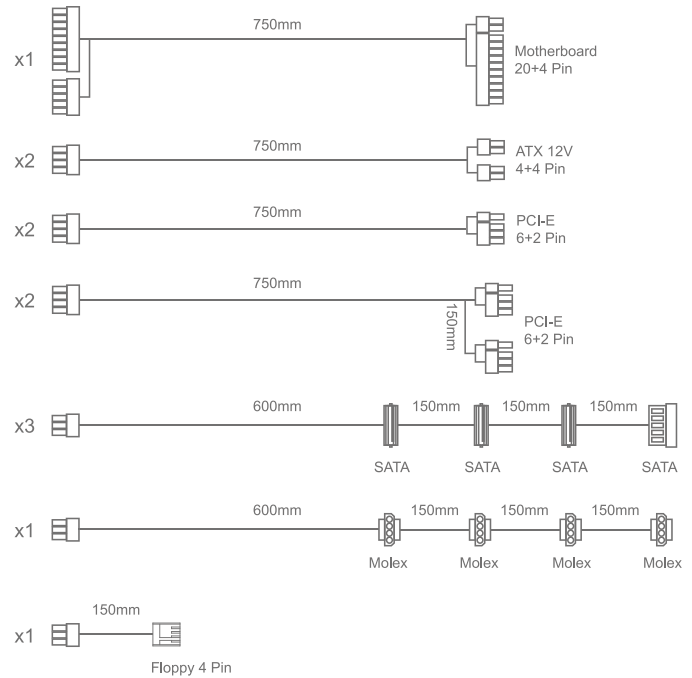 x1
750mm
Motherboard
20+4 Pin
x2
750mm
ATX 12V
4+4 Pin
x2
750mm
PCI-E
6+2 Pin
x2
750mm
150mm
PCI-E
6+2 Pin
x3
600mm 150mm 150mm 150mm
SATA SATA SATA SATA
x1
600mm 150mm 150mm 150mm
Molex Molex Molex Molex
x1
150mm
Floppy 4 Pin